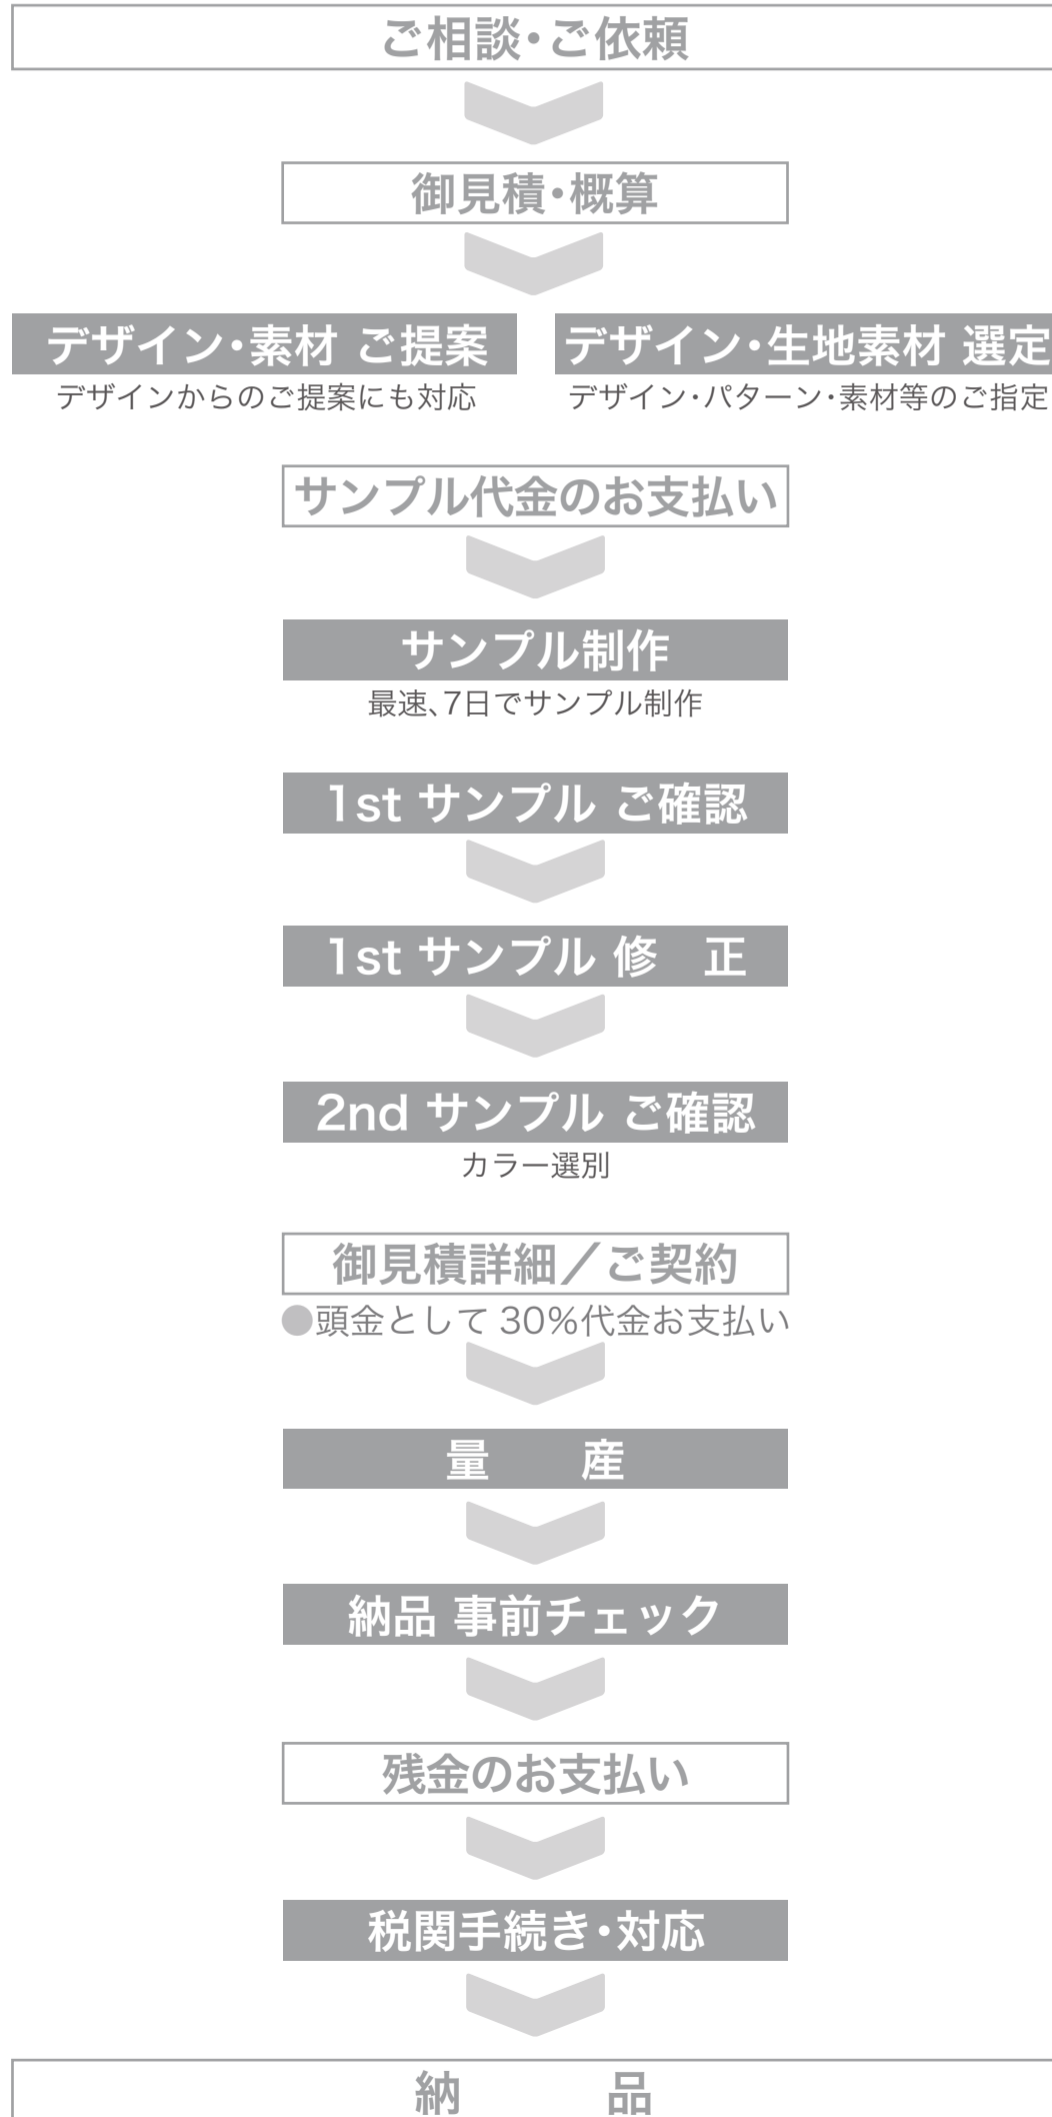 ご相談・ご依頼
御見積・概算
デザイン・素材 ご提案
デザインからのご提案にも対応
デザイン・生地素材 選定
デザイン・パターン・素材等のご指定
サンプル代金のお支払い
サンプル制作
最速、7日でサンプル制作
1st サンプル ご確認
1st サンプル 修　正
2nd サンプル ご確認
カラー選別
御見積詳細／ご契約
●頭金として 30%代金お支払い
量　　産
納品 事前チェック
残金のお支払い
税関手続き・対応
納　　　品